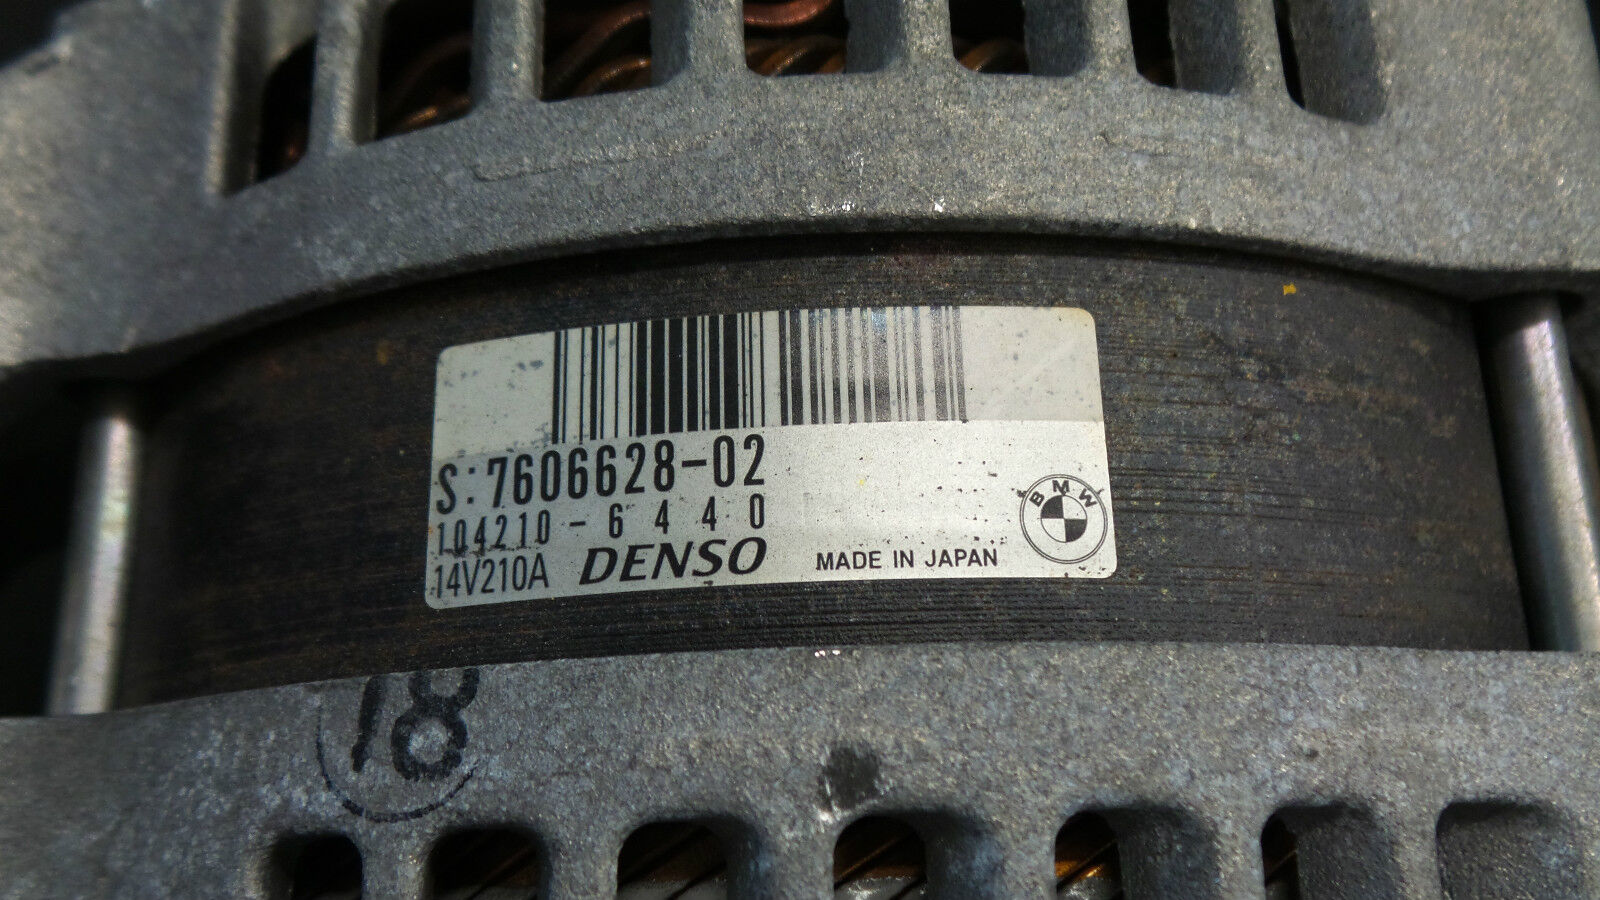 S:7606628-02
104210-6440
14V210A DENSO MADE IN JAPAN
BMW
18